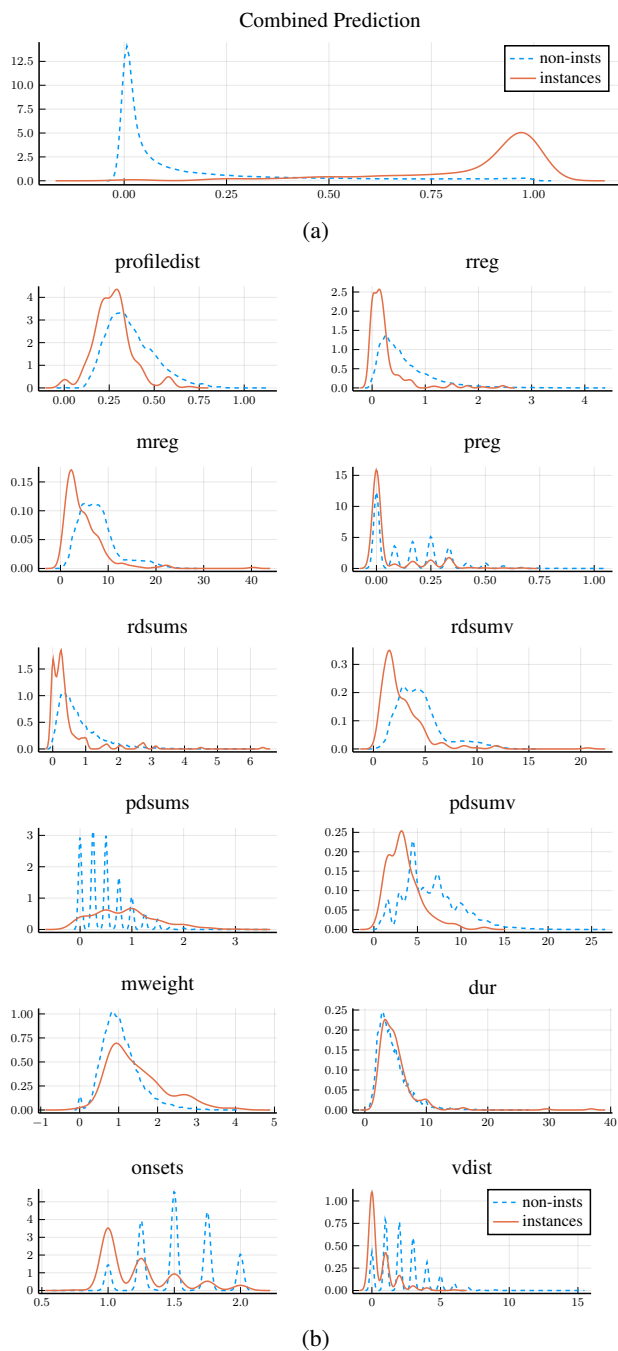 Combined Prediction
12.5
10.0
7.5
5.0
2.5
0.0
non-insts
instances
0.00 0.25 0.50 0.75 1.00
(a)
profiledist
4
3
2
1
0
0.00 0.25 0.50 0.75 1.00
rreg
2.5
2.0
1.5
1.0
0.5
0.0
0 1 2 3 4
mreg
0.15
0.10
0.05
0.00
0 10 20 30 40
preg
15
10
5
0
0.00 0.25 0.50 0.75 1.00
rdsums
1.5
1.0
0.5
0.0
0 1 2 3 4 5 6
rdsumv
0.3
0.2
0.1
0.0
0 5 10 15 20
pdsums
3
2
1
0
0 1 2 3
pdsumv
0.25
0.20
0.15
0.10
0.05
0.00
0 5 10 15 20 25
mweight
1.00
0.75
0.50
0.25
0.00
−1 0 1 2 3 4 5
dur
0.25
0.20
0.15
0.10
0.05
0.00
0 10 20 30 40
onsets
5
4
3
2
1
0
0.5 1.0 1.5 2.0
vdist
1.00
0.75
0.50
0.25
0.00
non-insts
instances
0 5 10 15
(b)